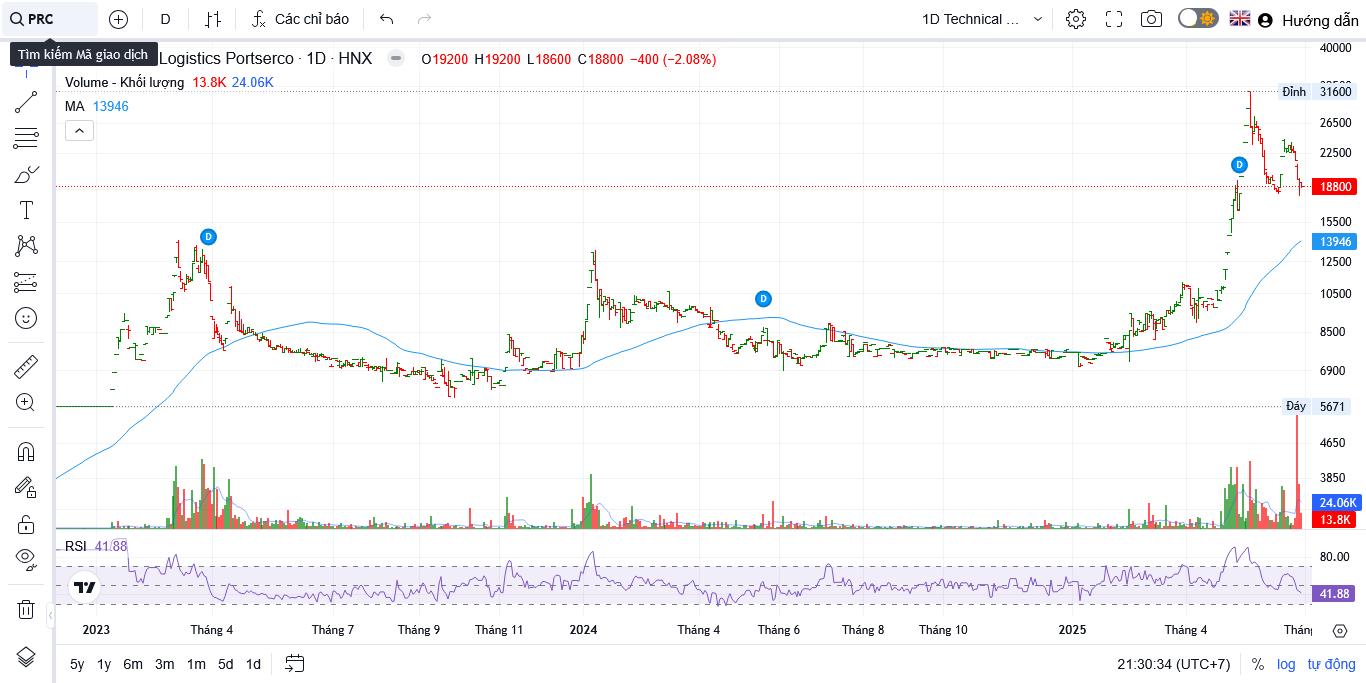 PRC D Các chỉ báo 1D Technical ... Hướng dẫn
Tìm kiếm Mã giao dịch
Logistics Portserco · 1D · HNX O19200 H19200 L18600 C18800 −400 (−2.08%)
Volume - Khối lượng 13.8K 24.06K
MA 13946
40000
Đỉnh 31600
26500
22500
D
18800
15500
D
13946
12500
D
10500
8500
6900
Đáy 5671
4650
3850
24.06K
13.8K
RSI 41.88
80.00
41.88
2023 Tháng 4 Tháng 7 Tháng 9 Tháng 11 2024 Tháng 4 Tháng 6 Tháng 8 Tháng 10 2025 Tháng 4 Tháng
5y 1y 6m 3m 1m 5d 1d 21:30:34 (UTC+7) % log tự động